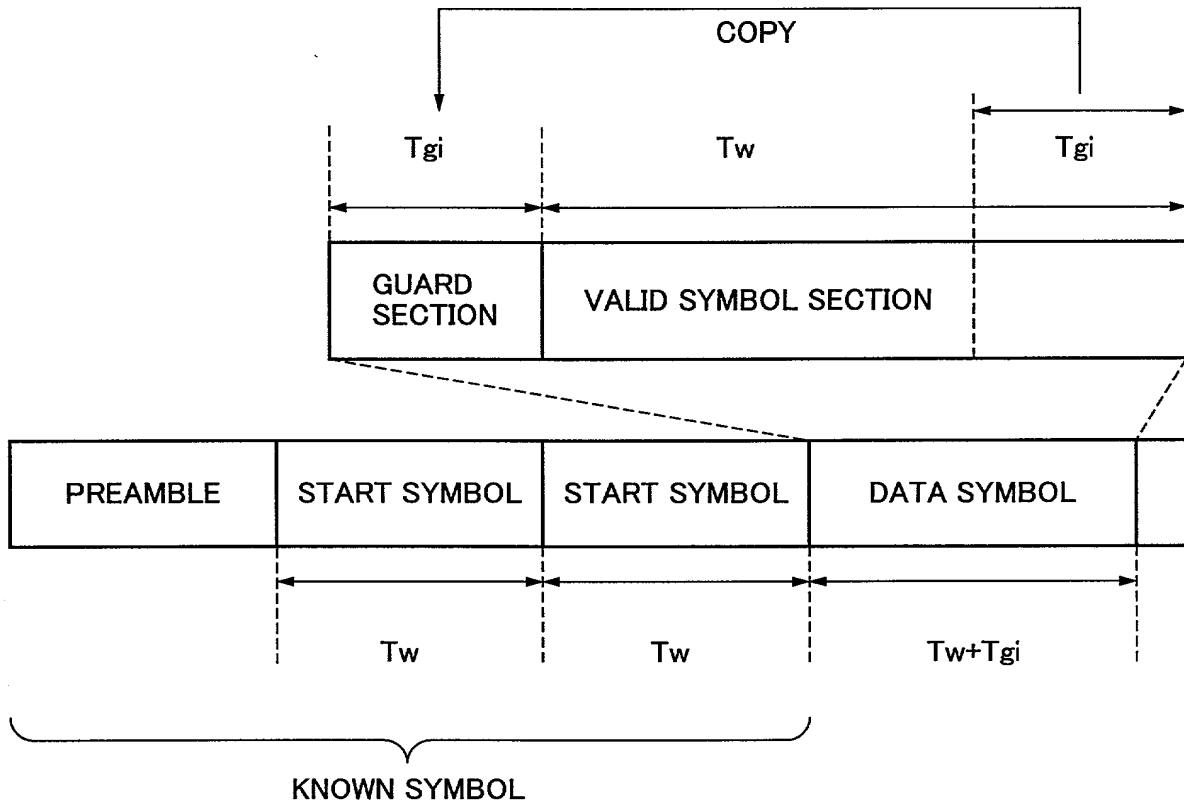 COPY
Tgi Tw Tgi
GUARD
SECTION
VALID SYMBOL SECTION
PREAMBLE START SYMBOL START SYMBOL DATA SYMBOL
Tw Tw Tw+Tgi
KNOWN SYMBOL